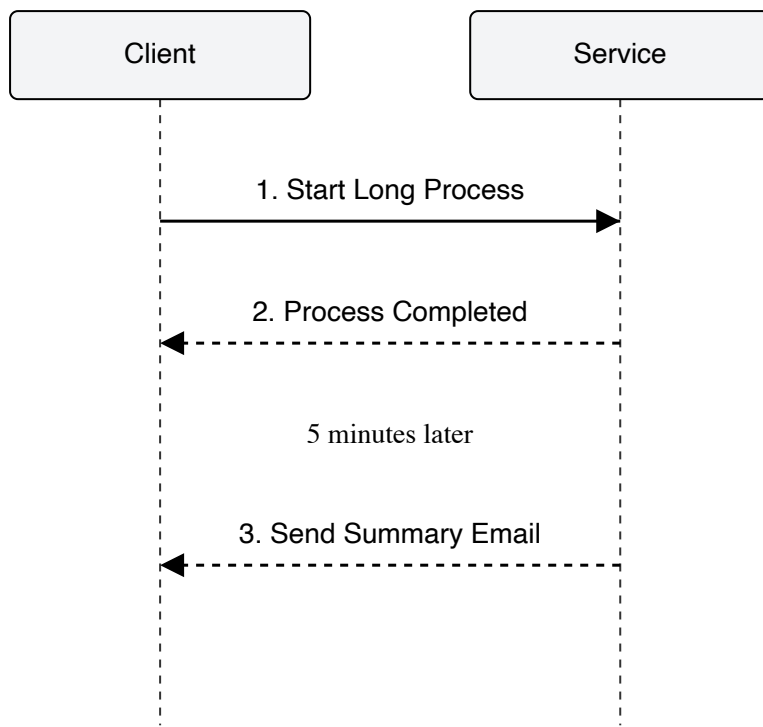 Client
Service
1. Start Long Process
2. Process Completed
5 minutes later
3. Send Summary Email